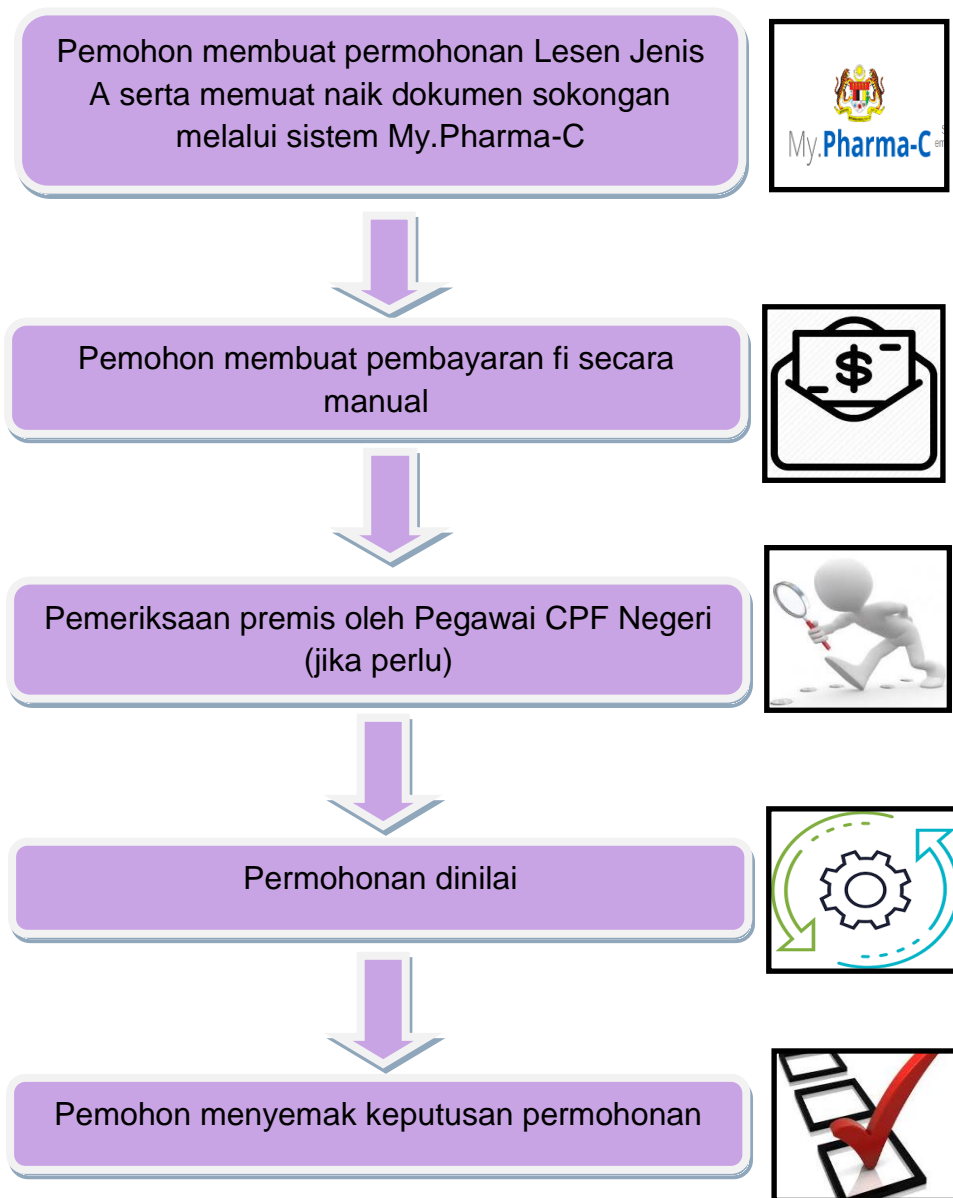 Pemohon membuat permohonan Lesen Jenis
A serta memuat naik dokumen sokongan
melalui sistem My.Pharma-C
My.Pharma-C
Pemohon membuat pembayaran fi secara
manual
$
Pemeriksaan premis oleh Pegawai CPF Negeri
(jika perlu)
Permohonan dinilai
Pemohon menyemak keputusan permohonan